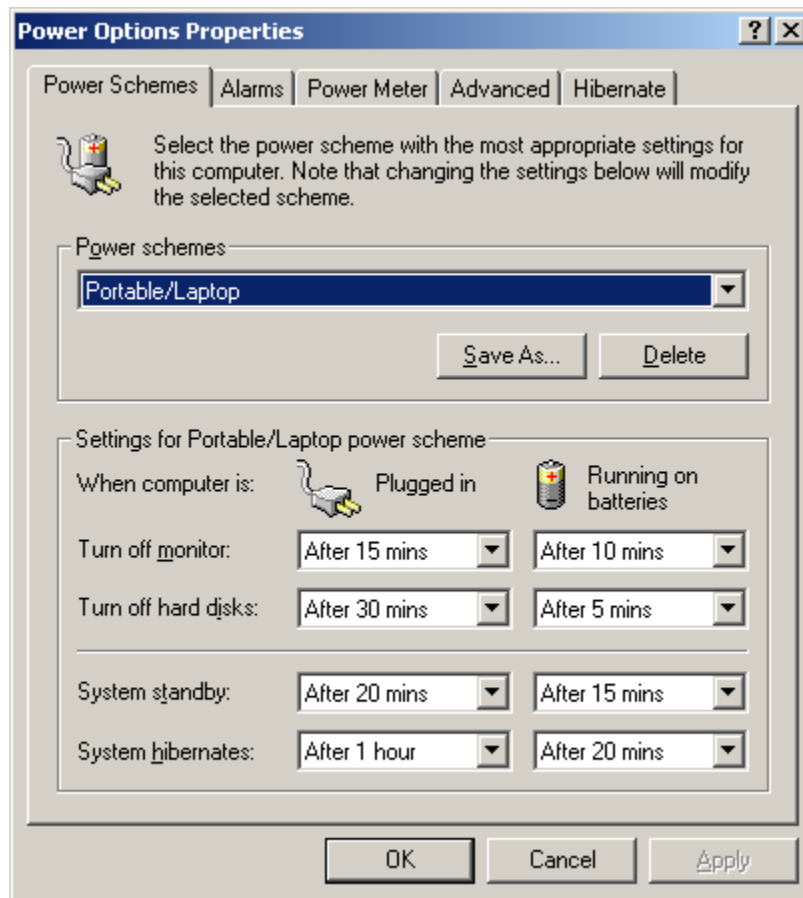 Power Options Properties
Power Schemes Alarms Power Meter Advanced Hibernate
Select the power scheme with the most appropriate settings for
this computer. Note that changing the settings below will modify
the selected scheme.
Power schemes
Portable/Laptop
Save As... Delete
Settings for Portable/Laptop power scheme
When computer is: Plugged in Running on
batteries
Turn off monitor: After 15 mins After 10 mins
Turn off hard disks: After 30 mins After 5 mins
System standby: After 20 mins After 15 mins
System hibernates: After 1 hour After 20 mins
OK Cancel Apply